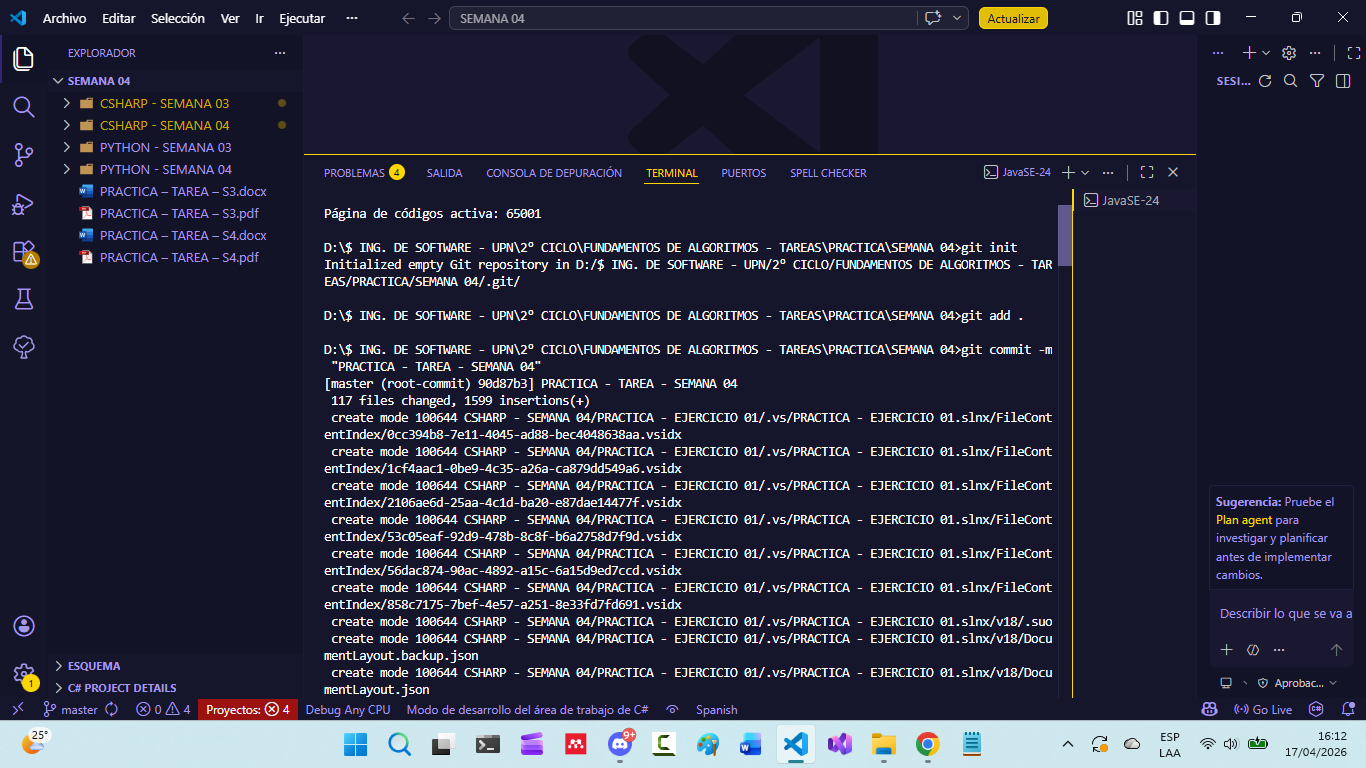 Archivo Editar Selección Ver Ir Ejecutar ···
SEMANA 04
Actualizar
EXPLORADOR
SEMANA 04
CSHARP - SEMANA 03
CSHARP - SEMANA 04
PYTHON - SEMANA 03
PYTHON - SEMANA 04
PRACTICA – TAREA – S3.docx
PRACTICA – TAREA – S3.pdf
PRACTICA – TAREA – S4.docx
PRACTICA – TAREA – S4.pdf
ESQUEMA
C# PROJECT DETAILS
PROBLEMAS 4 SALIDA CONSOLA DE DEPURACIÓN TERMINAL PUERTOS SPELL CHECKER
JavaSE-24
JavaSE-24
Página de códigos activa: 65001
D:\$ ING. DE SOFTWARE - UPN\2º CICLO\FUNDAMENTOS DE ALGORITMOS - TAREAS\PRACTICA\SEMANA 04>git init
Initialized empty Git repository in D:/$ ING. DE SOFTWARE - UPN/2º CICLO/FUNDAMENTOS DE ALGORITMOS - TAR
EAS/PRACTICA/SEMANA 04/.git/
D:\$ ING. DE SOFTWARE - UPN\2º CICLO\FUNDAMENTOS DE ALGORITMOS - TAREAS\PRACTICA\SEMANA 04>git add .
D:\$ ING. DE SOFTWARE - UPN\2º CICLO\FUNDAMENTOS DE ALGORITMOS - TAREAS\PRACTICA\SEMANA 04>git commit -m
"PRACTICA - TAREA - SEMANA 04"
[master (root-commit) 90d87b3] PRACTICA - TAREA - SEMANA 04
117 files changed, 1599 insertions(+)
create mode 100644 CSHARP - SEMANA 04/PRACTICA - EJERCICIO 01/.vs/PRACTICA - EJERCICIO 01.slnx/FileCont
entIndex/0cc394b8-7e11-4045-ad88-bec4048638aa.vsidx
create mode 100644 CSHARP - SEMANA 04/PRACTICA - EJERCICIO 01/.vs/PRACTICA - EJERCICIO 01.slnx/FileCont
entIndex/1cf4aac1-0be9-4c35-a26a-ca879dd549a6.vsidx
create mode 100644 CSHARP - SEMANA 04/PRACTICA - EJERCICIO 01/.vs/PRACTICA - EJERCICIO 01.slnx/FileCont
entIndex/2106ae6d-25aa-4c1d-ba20-e87dae14477f.vsidx
create mode 100644 CSHARP - SEMANA 04/PRACTICA - EJERCICIO 01/.vs/PRACTICA - EJERCICIO 01.slnx/FileCont
entIndex/53c05eaf-92d9-478b-8c8f-b6a2758d7f9d.vsidx
create mode 100644 CSHARP - SEMANA 04/PRACTICA - EJERCICIO 01/.vs/PRACTICA - EJERCICIO 01.slnx/FileCont
entIndex/56dac874-90ac-4892-a15c-6a15d9ed7ccd.vsidx
create mode 100644 CSHARP - SEMANA 04/PRACTICA - EJERCICIO 01/.vs/PRACTICA - EJERCICIO 01.slnx/FileCont
entIndex/858c7175-7bef-4e57-a251-8e33fd7fd691.vsidx
create mode 100644 CSHARP - SEMANA 04/PRACTICA - EJERCICIO 01/.vs/PRACTICA - EJERCICIO 01.slnx/v18/.suo
create mode 100644 CSHARP - SEMANA 04/PRACTICA - EJERCICIO 01/.vs/PRACTICA - EJERCICIO 01.slnx/v18/Docu
mentLayout.backup.json
create mode 100644 CSHARP - SEMANA 04/PRACTICA - EJERCICIO 01/.vs/PRACTICA - EJERCICIO 01.slnx/v18/Docu
mentLayout.json
SESI...
Sugerencia: Pruebe el
Plan agent para
investigar y planificar
antes de implementar
cambios.
Describir lo que se va a
Aprobac...
1
master 0 4 Proyectos: 4 Debug Any CPU Modo de desarrollo del área de trabajo de C# Spanish Go Live
25°
9+
ESP
LAA
16:12
17/04/2026